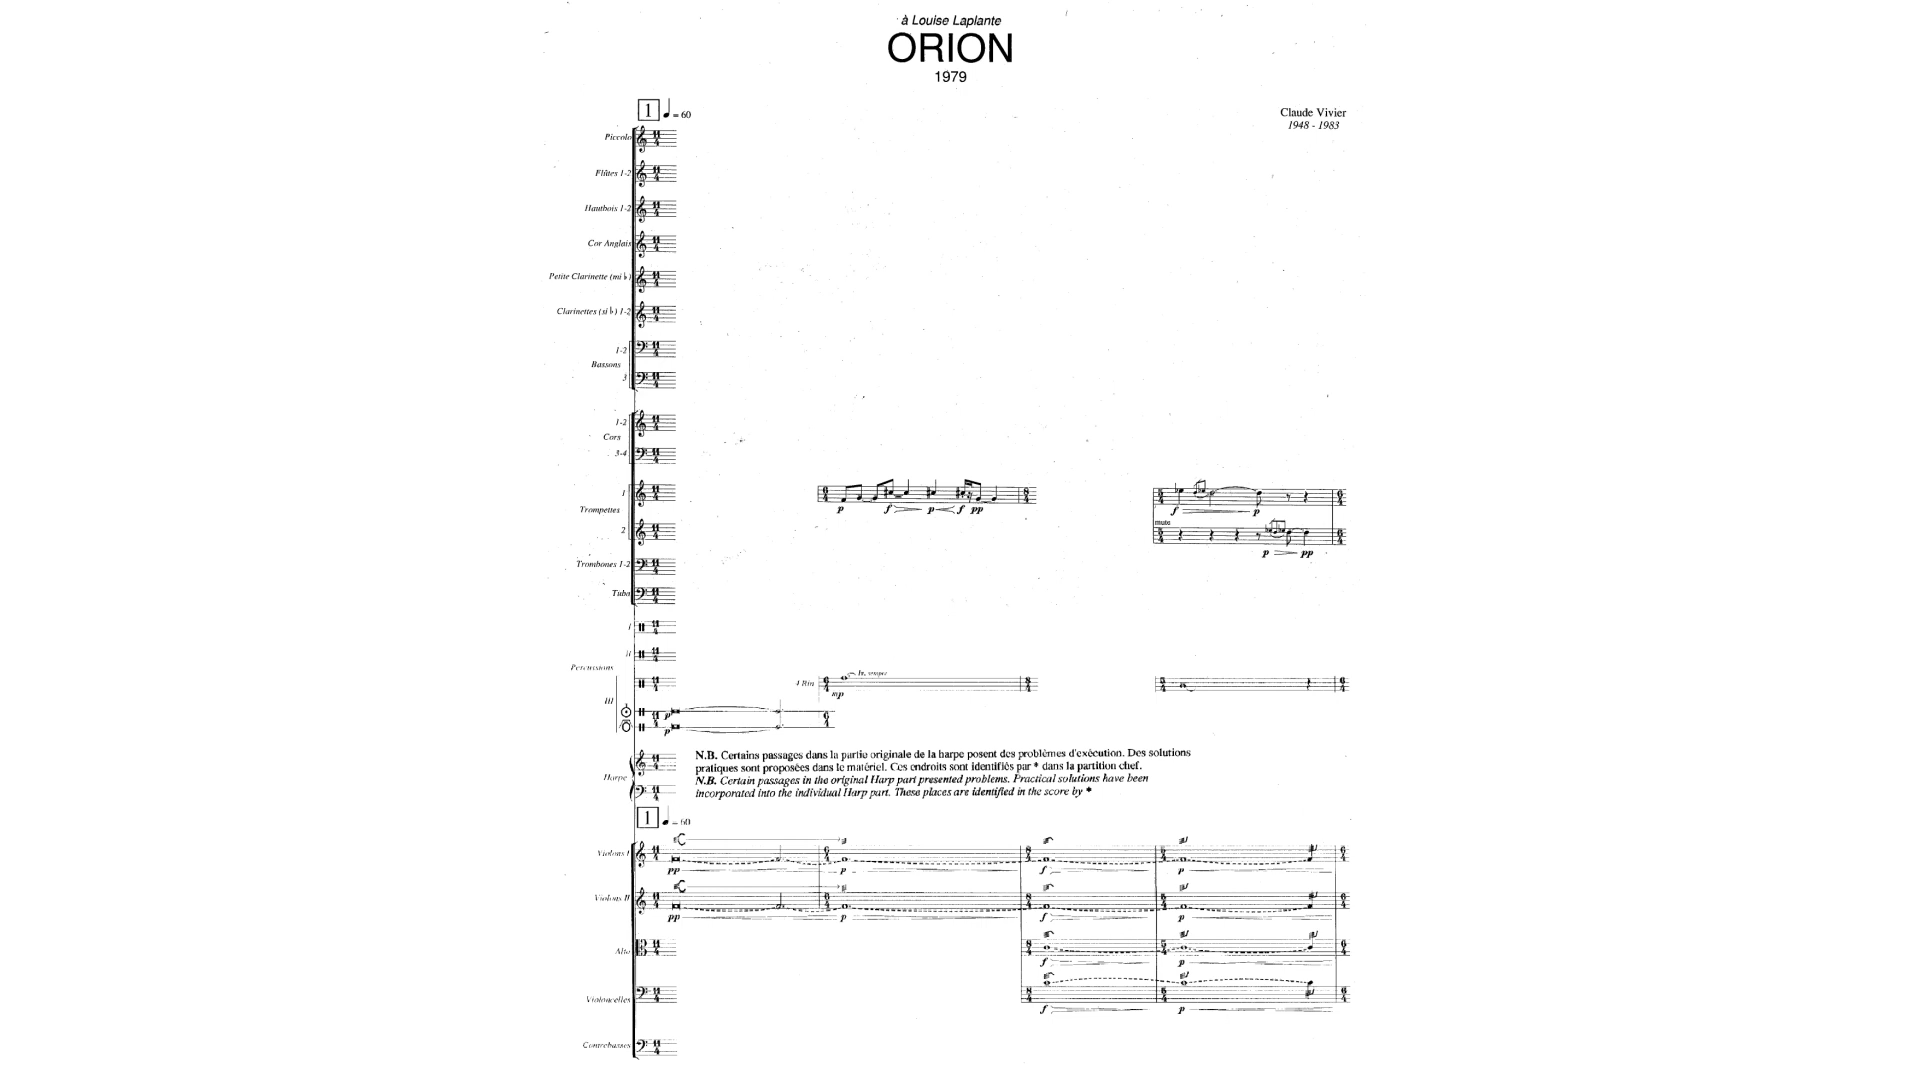 à Louise Laplante
ORION
1979
1 = 60
Claude Vivier
1948 - 1983
Piccolo
Flûtes 1-2
Hautbois 1-2
Cor Anglais
Petite Clarinette (mi♭)
Clarinettes (si♭) 1-2
1-2
Bassons
3
1-2
Cors
3-4
1
Trompettes
p f p f pp
f p
2
mute
p pp
Trombones 1-2
Tuba
I
II
Percussions
III
mp
p
p
Harpe
N.B. Certains passages dans la partie originale de la harpe posent des problèmes d'exécution. Des solutions
pratiques sont proposées dans le matériel. Ces endroits sont identifiés par * dans la partition chef.
N.B. Certain passages in the original Harp part presented problems. Practical solutions have been
incorporated into the individual Harp part. These places are identified in the score by *
1 = 60
Violons I
pp p f p
Violons II
pp p f p
Alto
f p
Violoncelles
f p
Contrebasses